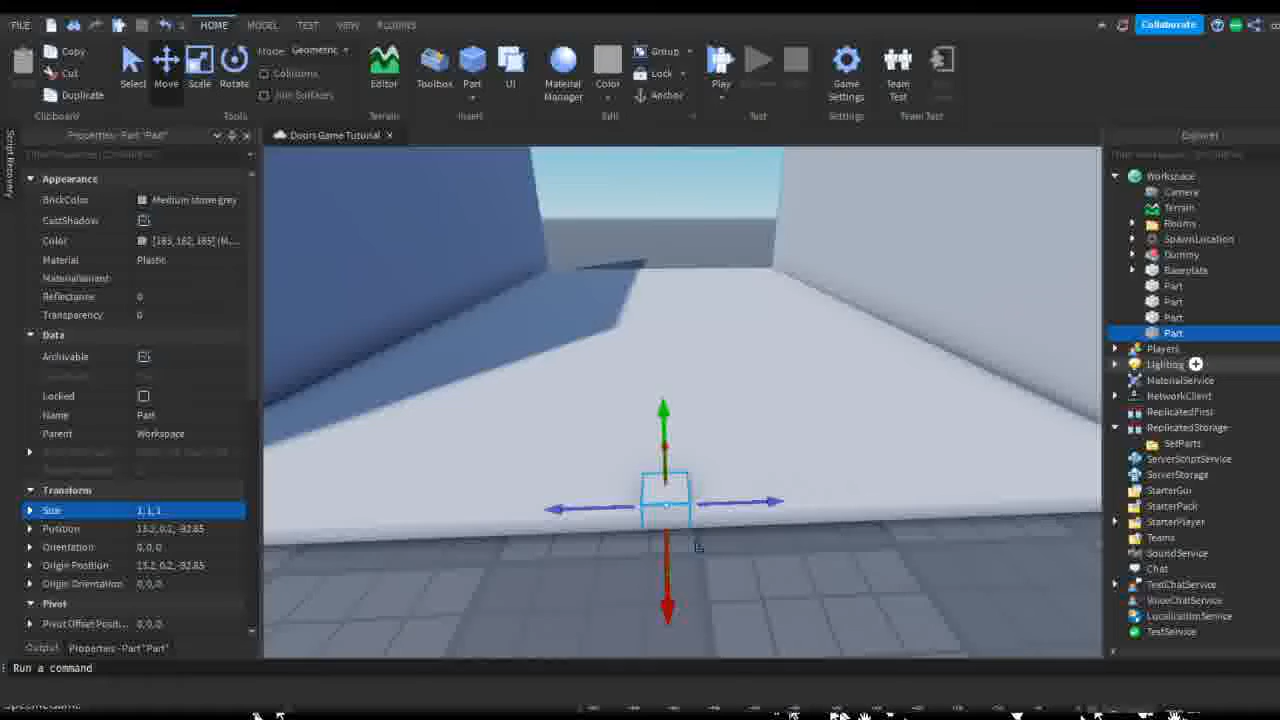 FILE HOME MODEL TEST VIEW PLUGINS Collaborate
Copy
Cut
Duplicate
Clipboard
Select Move Scale Rotate
Mode: Geometric
Collisions
Join Surfaces
Tools
Editor
Terrain
Toolbox Part UI
Insert
Material Manager Color
Group
Lock
Anchor
Edit
Play
Test
Game Settings
Settings
Team Test
Team Test
Script Recovery
Properties - Part "Part"
Doors Game Tutorial
Explorer
Appearance
BrickColor Medium stone grey
CastShadow
Color [163, 162, 165] (M...
Material Plastic
MaterialVariant
Reflectance 0
Transparency 0
Data
Archivable
Locked
Name Part
Parent Workspace
Transform
Size 1, 1, 1
Position
Orientation 0, 0, 0
Origin Position
Origin Orientation 0, 0, 0
Pivot
Pivot Offset Posit... 0, 0, 0
Output Properties - Part "Part"
Run a command
Workspace
Camera
Terrain
Rooms
SpawnLocation
Dummy
Baseplate
Part
Part
Part
Part
Players
Lighting
MaterialService
NetworkClient
ReplicatedFirst
ReplicatedStorage
SetParts
ServerScriptService
ServerStorage
StarterGui
StarterPack
StarterPlayer
Teams
SoundService
Chat
TextChatService
VoiceChatService
LocalizationService
TestService